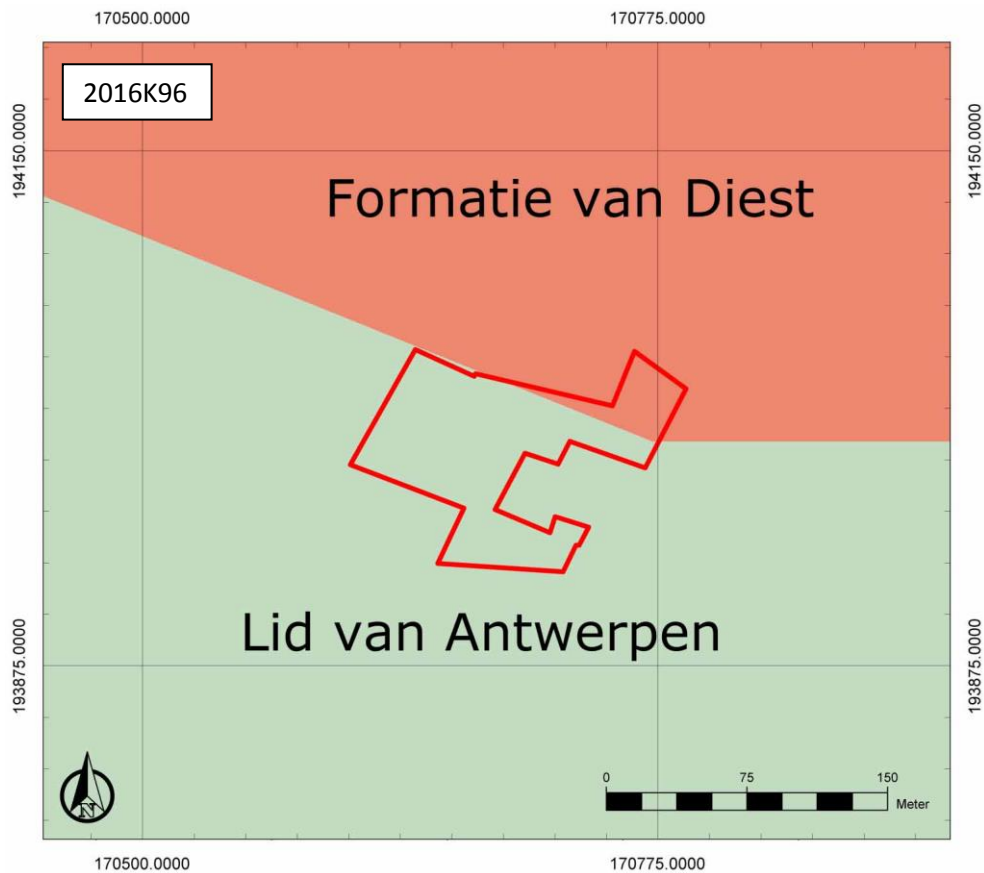 170500.0000 170775.0000
2016K96
194150.0000 194150.0000
Formatie van Diest
Lid van Antwerpen
193875.0000 193875.0000
0 75 150
Meter
N
170500.0000 170775.0000